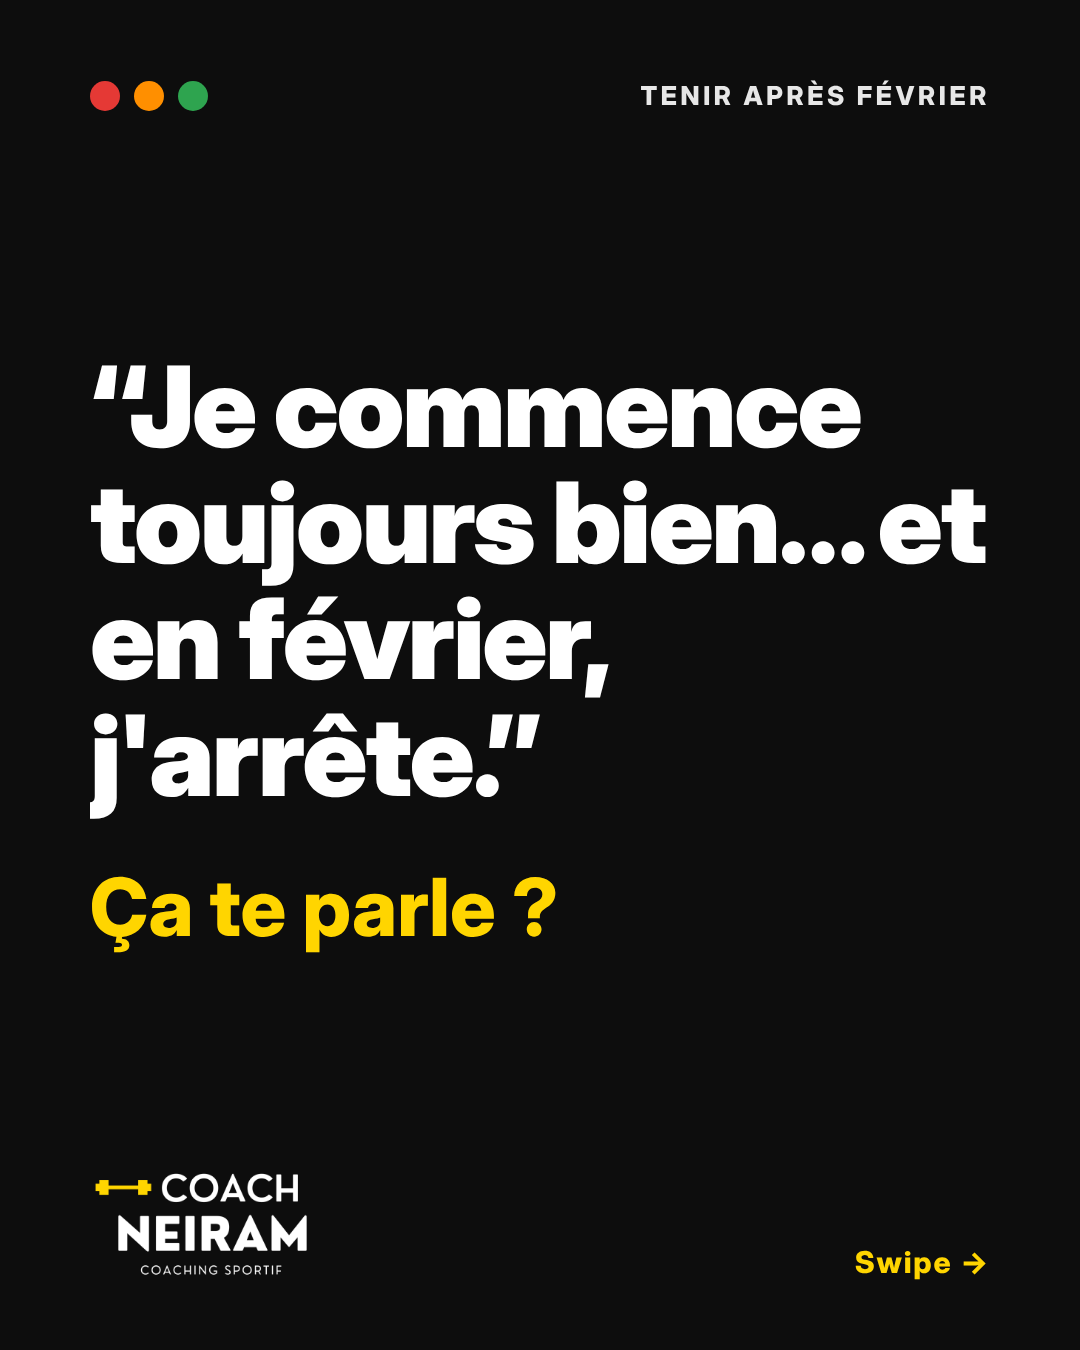 TENIR APRÈS FÉVRIER
“Je commence
toujours bien... et
en février,
j'arrête.”
Ça te parle ?
COACH
NEIRAM
COACHING SPORTIF
Swipe →